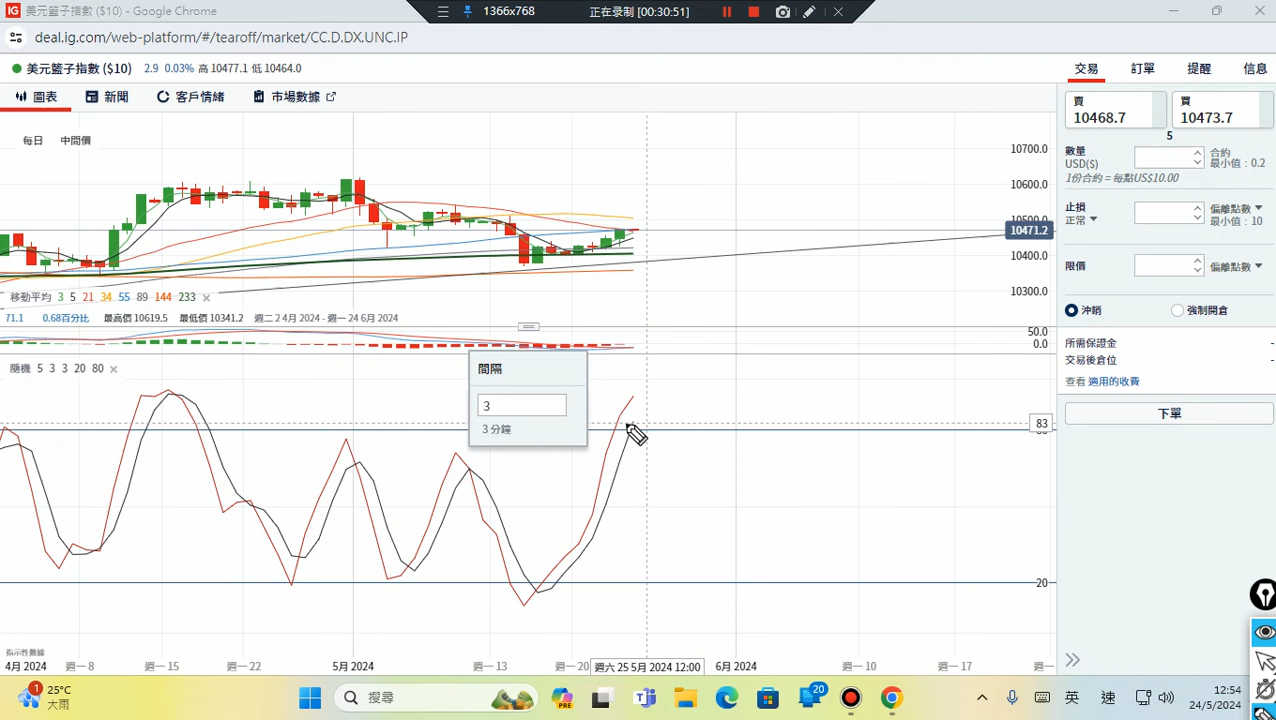 IG 美元籃子指數 ($10) - Google Chrome
1366x768 正在录制 [00:30:51]
deal.ig.com/web-platform/#/tearoff/market/CC.D.DX.UNC.IP
美元籃子指數 ($10) 2.9 0.03% 高 10477.1 低 10464.0
交易 訂單 提醒 信息
圖表 新聞 客戶情緒 市場數據
每日 中間價
10700.0
10600.0
10500.0
10471.2
10400.0
10300.0
移動平均 3 5 21 34 55 89 144 233
71.1 0.68百分比 最高價 10619.5 最低價 10341.2 週二 2 4月 2024 - 週一 24 6月 2024
50.0
0.0
隨機 5 3 3 20 80
間隔
3
3 分鐘
83
20
指示性數據
4月 2024 週一 8 週一 15 週一 22 5月 2024 週一 13 週一 20 週六 25 5月 2024 12:00 6月 2024 週一 10 週一 17 週一
賣 買
10468.7 10473.7
5
數量 合約
USD($) 最小值 : 0.2
1份合約 = 每點US$10.00
止損 偏離點數
正常 最小值 : 10
限價 偏離點數
沖銷 強制開倉
所需保證金 -
交易後倉位 -
查看 適用的收費
下單
1 25°C
大雨
搜尋
PRE
20
英 速
12:54
24/5/2024